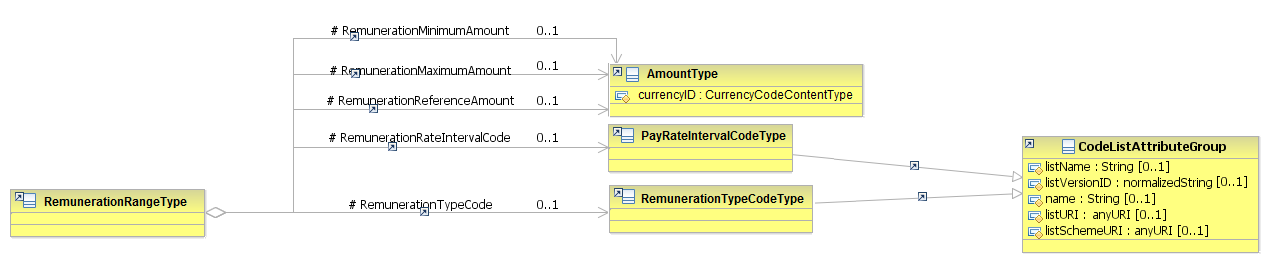 # RemunerationMinimumAmount 0..1
# RemunerationMaximumAmount 0..1
AmountType
currencyID : CurrencyCodeContentType
# RemunerationReferenceAmount 0..1
# RemunerationRateIntervalCode 0..1
PayRateIntervalCodeType
CodeListAttributeGroup
listName : String [0..1]
listVersionID : normalizedString [0..1]
name : String [0..1]
listURI : anyURI [0..1]
listSchemeURI : anyURI [0..1]
RemunerationRangeType
# RemunerationTypeCode 0..1
RemunerationTypeCodeType